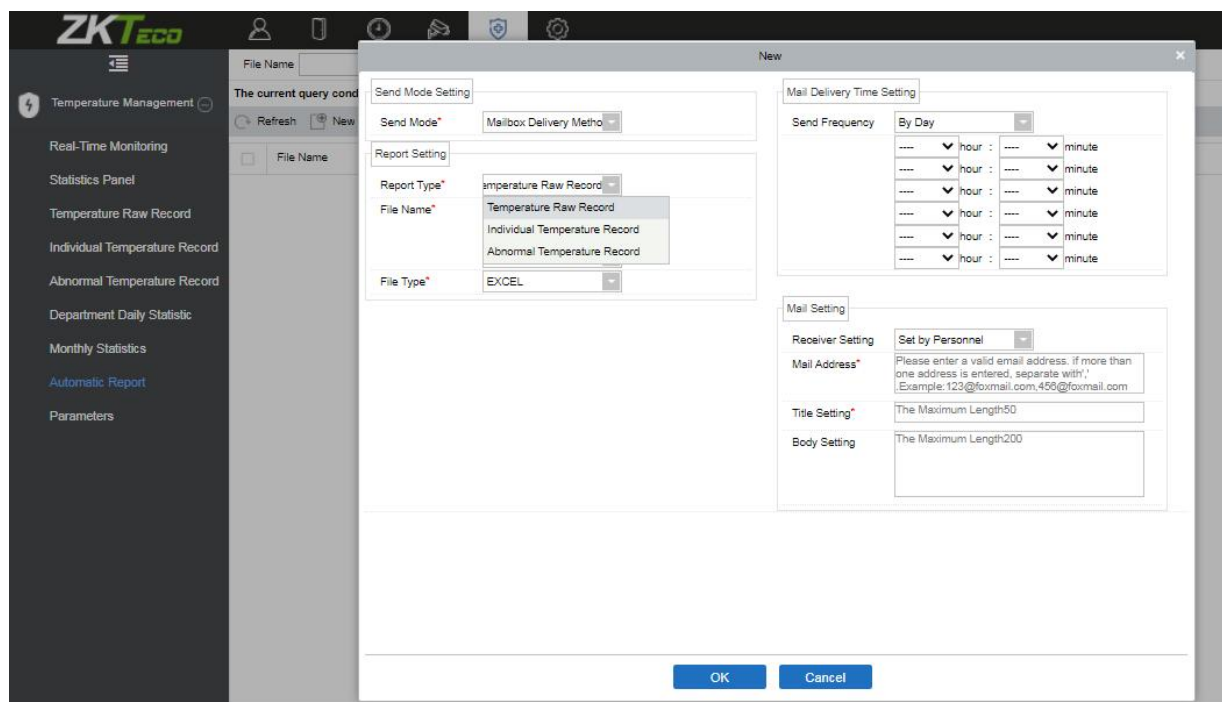 ZKTECO
New
File Name
The current query cond
Refresh New
File Name
Temperature Management
Real-Time Monitoring
Statistics Panel
Temperature Raw Record
Individual Temperature Record
Abnormal Temperature Record
Department Daily Statistic
Monthly Statistics
Automatic Report
Parameters
Send Mode Setting
Send Mode* Mailbox Delivery Metho
Report Setting
Report Type* emperature Raw Record
File Name* Temperature Raw Record
Individual Temperature Record
Abnormal Temperature Record
File Type* EXCEL
Mail Delivery Time Setting
Send Frequency By Day
---- hour : ---- minute
---- hour : ---- minute
---- hour : ---- minute
---- hour : ---- minute
---- hour : ---- minute
---- hour : ---- minute
Mail Setting
Receiver Setting Set by Personnel
Mail Address* Please enter a valid email address. if more than
one address is entered, separate with','
.Example:123@foxmail.com,456@foxmail.com
Title Setting* The Maximum Length50
Body Setting The Maximum Length200
OK Cancel